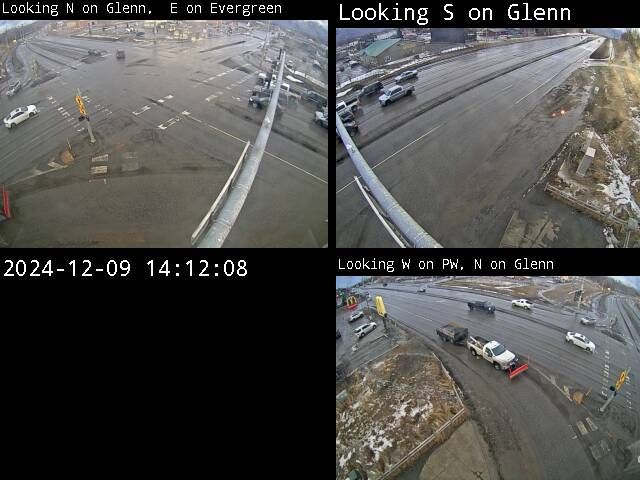 Looking N on Glenn,  E on Evergreen
Looking S on Glenn
2024-12-09 14:12:08
Looking W on PW, N on Glenn